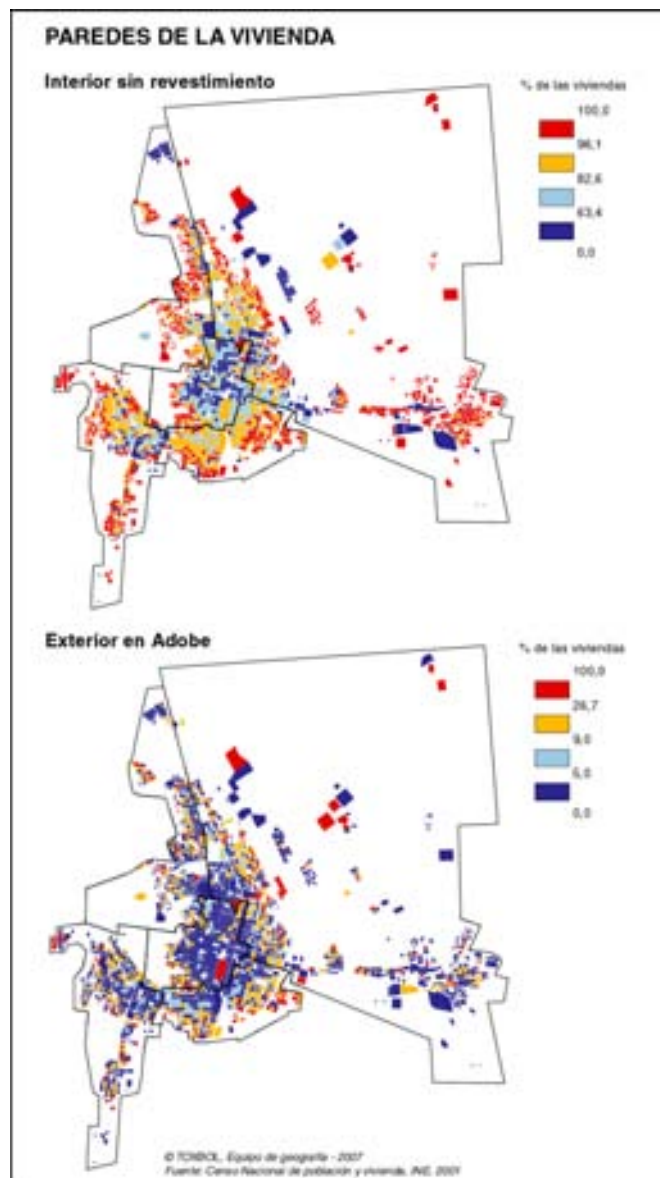 PAREDES DE LA VIVIENDA
Interior sin revestimiento
% de las viviendas
100,0
96,1
82,6
63,4
0,0
Exterior en Adobe
% de las viviendas
100,0
26,7
9,0
5,0
0,0
Equipo de geografía - 2007
Fuente: Censo Nacional de población y vivienda, INE, 2001